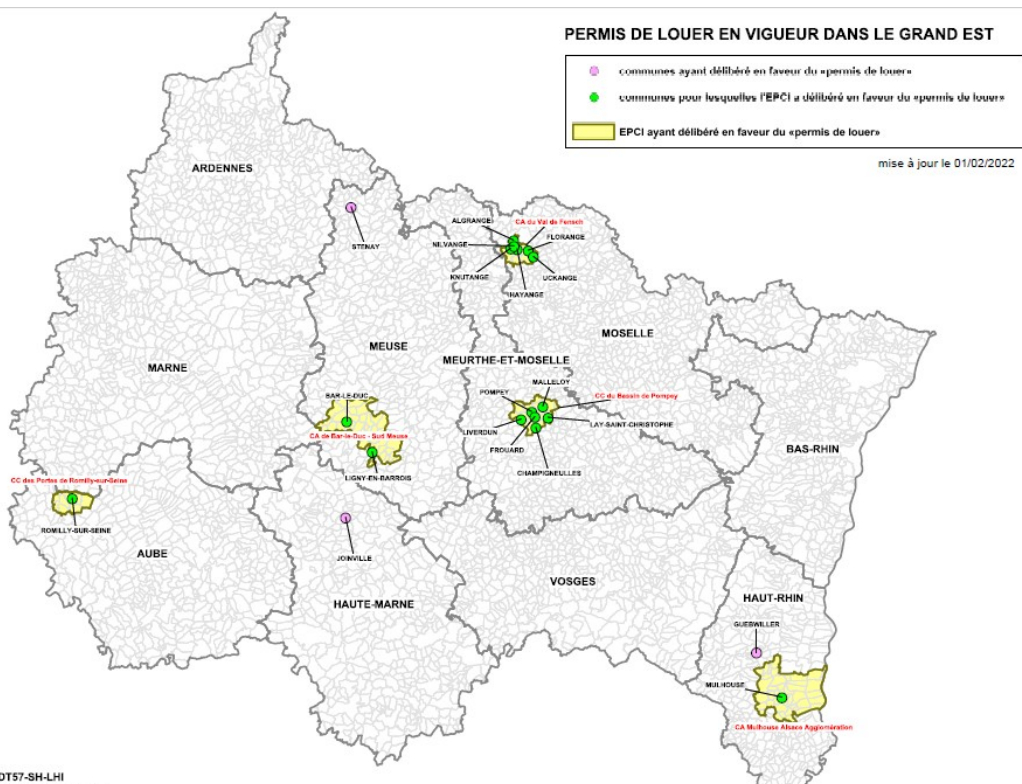 PERMIS DE LOUER EN VIGUEUR DANS LE GRAND EST
communes ayant délibéré en faveur du «permis de louer»
communes pour lesquelles l'EPCI a délibéré en faveur du «permis de louer»
EPCI ayant délibéré en faveur du «permis de louer»
mise à jour le 01/02/2022
ARDENNES
STENAY
ALGRANGE
CA du Val de Fensch
NILVANGE
FLORANGE
KNUTANGE
UCKANGE
HAYANGE
MOSELLE
MEUSE
MEURTHE-ET-MOSELLE
MARNE
MALLELOY
POMPEY
CC du Bassin de Pompey
BAR-LE-DUC
LIVERDUN
LAY-SAINT-CHRISTOPHE
CA de Bar-le-Duc - Sud Meuse
FROUARD
BAS-RHIN
CHAMPIGNEULLES
LIGNY-EN-BARROIS
CC des Portes de Romilly-sur-Seine
ROMILLY-SUR-SEINE
AUBE
JOINVILLE
VOSGES
HAUTE-MARNE
HAUT-RHIN
GUEBWILLER
MULHOUSE
CA Mulhouse Alsace Agglomération
DT57-SH-LHI